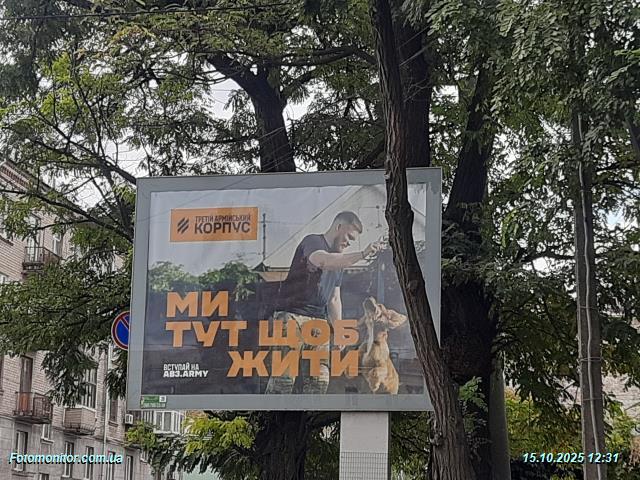 ТРЕТІЙ АРМІЙСЬКИЙ
КОРПУС
МИ
ТУТ ЩОБ
ЖИТИ
ВСТУПАЙ НА
AB3.ARMY
Fotomonitor.com.ua
15.10.2025 12:31